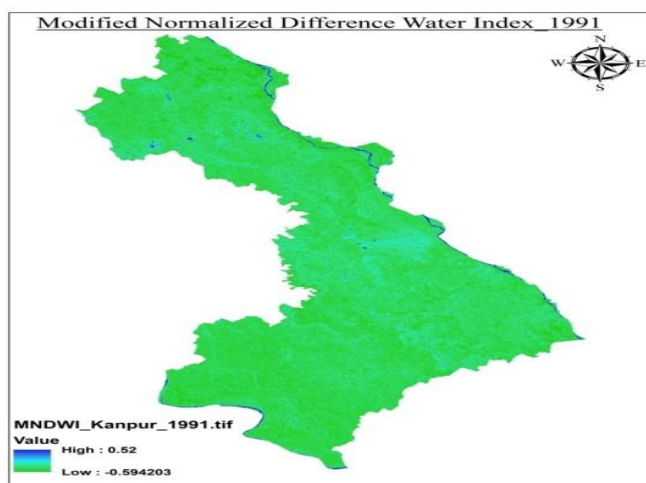 Modified Normalized Difference Water Index_1991
N
W E
S
MNDWI_Kanpur_1991.tif
Value
High : 0.52
Low : -0.594203